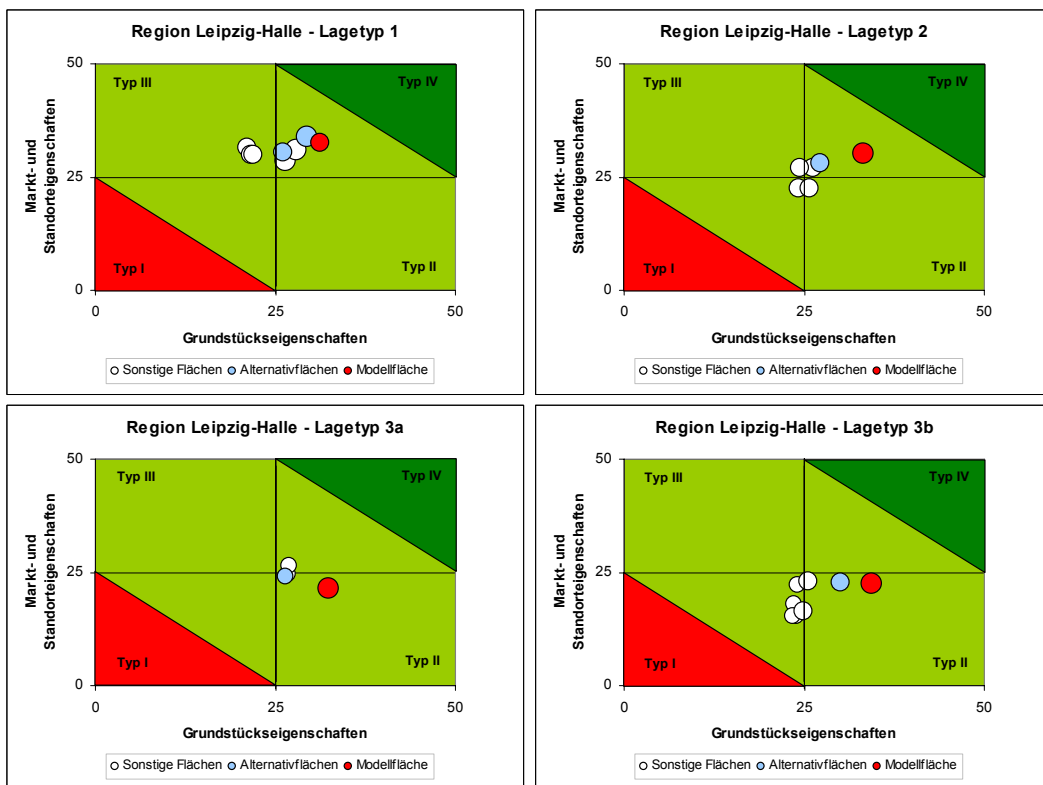 Region Leipzig-Halle - Lagetyp 1
Markt- und
Standorteigenschaften
50
25
0
Typ III
Typ IV
Typ I
Typ II
0
25
50
Grundstückseigenschaften
Sonstige Flächen Alternativflächen Modellfläche
Region Leipzig-Halle - Lagetyp 2
Markt- und
Standorteigenschaften
50
25
0
Typ III
Typ IV
Typ I
Typ II
0
25
50
Grundstückseigenschaften
Sonstige Flächen Alternativflächen Modellfläche
Region Leipzig-Halle - Lagetyp 3a
Markt- und
Standorteigenschaften
50
25
0
Typ III
Typ IV
Typ I
Typ II
0
25
50
Grundstückseigenschaften
Sonstige Flächen Alternativflächen Modellfläche
Region Leipzig-Halle - Lagetyp 3b
Markt- und
Standorteigenschaften
50
25
0
Typ III
Typ IV
Typ I
Typ II
0
25
50
Grundstückseigenschaften
Sonstige Flächen Alternativflächen Modellfläche